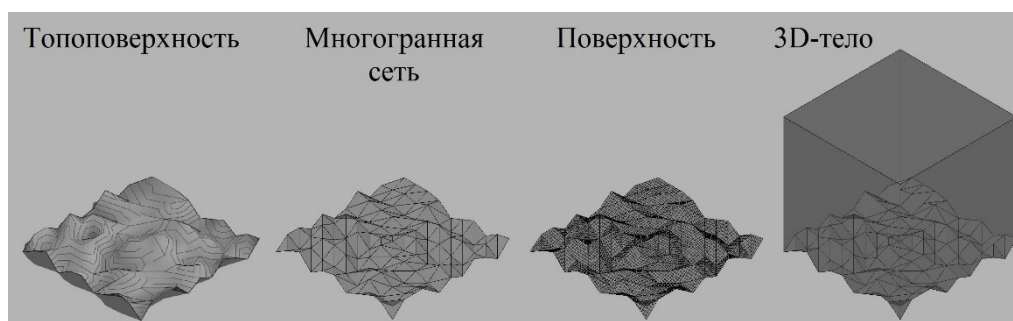 Топоповерхность
Многогранная
сеть
Поверхность
3D-тело